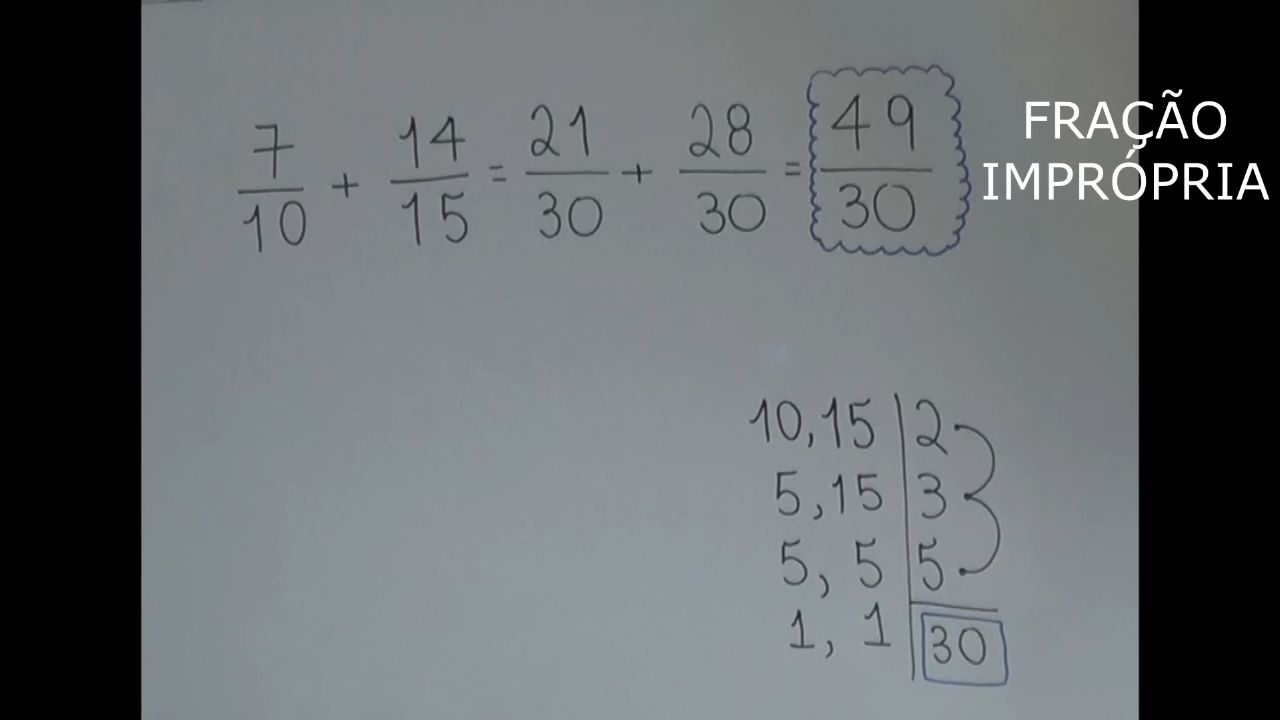 7/10 + 14/15 = 21/30 + 28/30 = 49/30
FRAÇÃO
IMPRÓPRIA
10,15 | 2
5,15 | 3
5, 5 | 5
1, 1 | 30